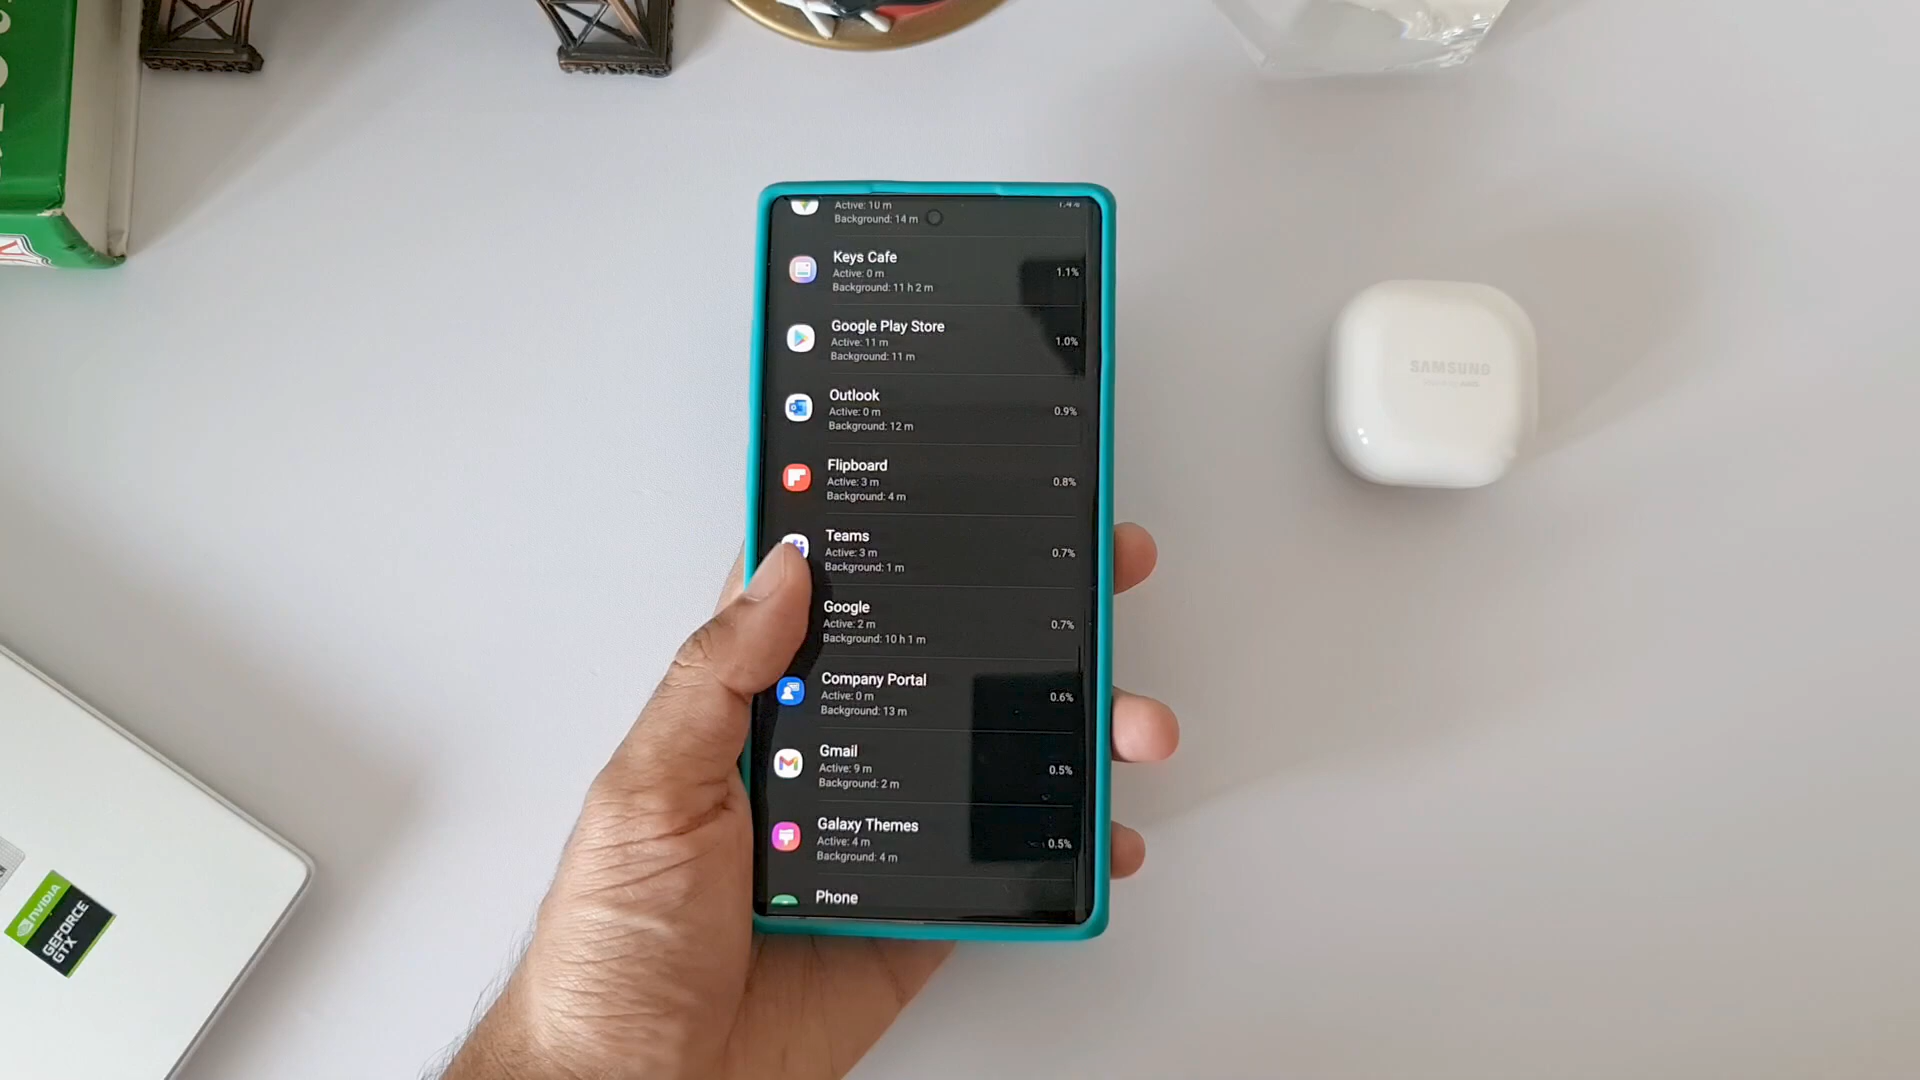 Active: 10 m
1.4%
Background: 14 m
Keys Cafe
Active: 0 m
1.1%
Background: 11 h 2 m
Google Play Store
Active: 11 m
1.0%
Background: 11 m
Outlook
Active: 0 m
0.9%
Background: 12 m
Flipboard
Active: 3 m
0.8%
Background: 4 m
Teams
Active: 3 m
0.7%
Background: 1 m
Google
Active: 2 m
0.7%
Background: 10 h 1 m
Company Portal
Active: 0 m
0.6%
Background: 13 m
Gmail
Active: 9 m
0.5%
Background: 2 m
Galaxy Themes
Active: 4 m
0.5%
Background: 4 m
Phone
SAMSUNG
NVIDIA
GEFORCE
GTX